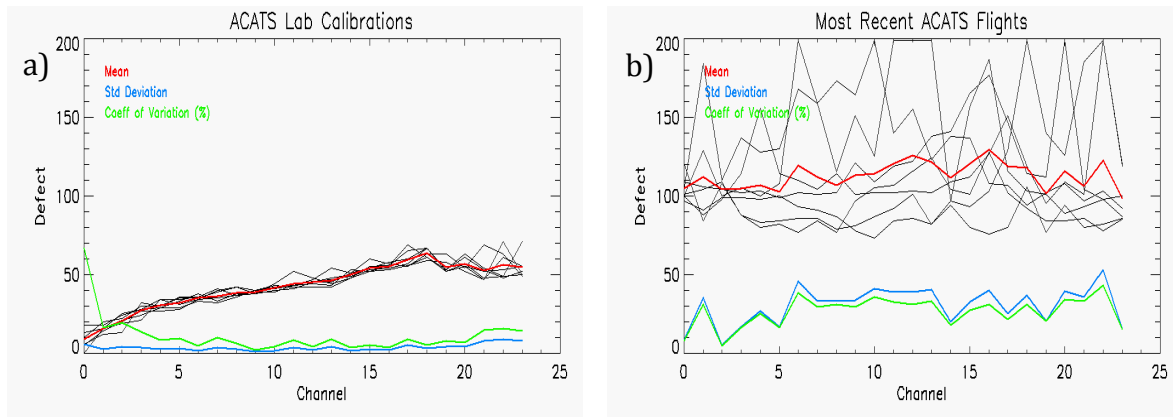 ACATS Lab Calibrations
a)
200
150
100
50
0
Defect
Mean
Std Deviation
Coeff of Variation (%)
0 5 10 15 20 25
Channel
Most Recent ACATS Flights
b)
200
150
100
50
0
Defect
Mean
Std Deviation
Coeff of Variation (%)
0 5 10 15 20 25
Channel